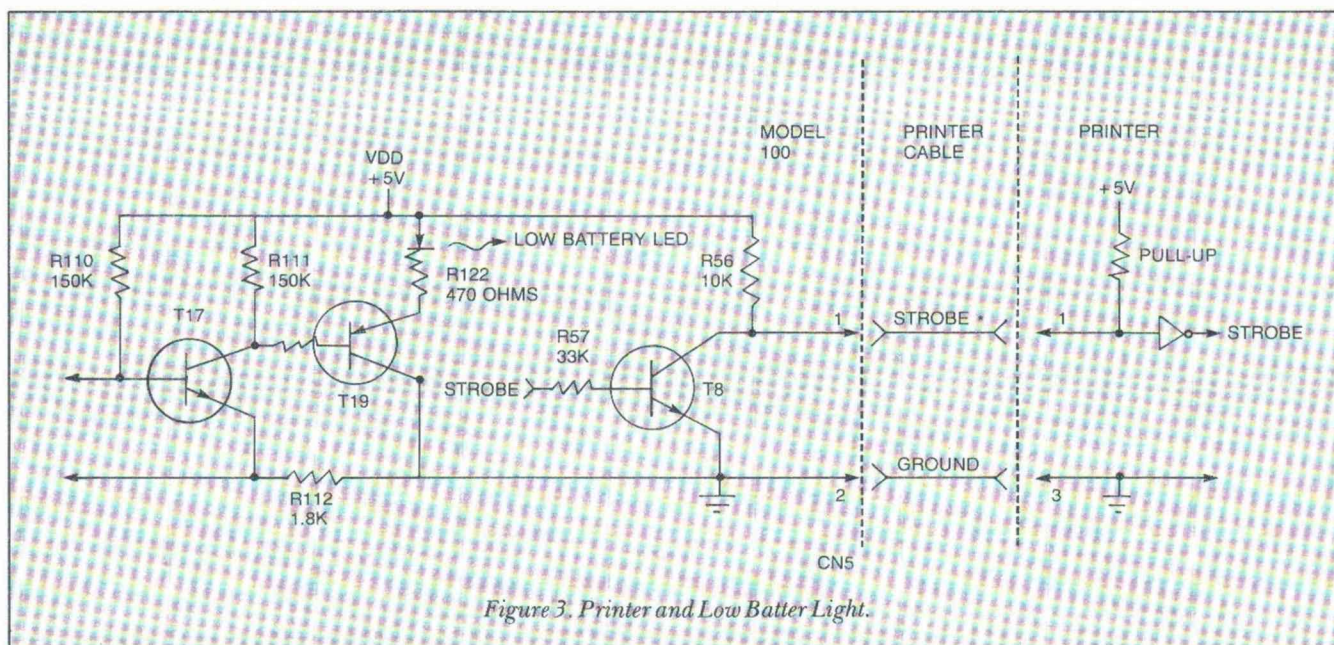 MODEL
100
PRINTER
CABLE
PRINTER
VDD
+5V
+5V
LOW BATTERY LED
R110
150K
R111
150K
R122
470 OHMS
R56
10K
PULL-UP
T17
1
STROBE *
1
STROBE
R57
33K
STROBE
T8
T19
GROUND
R112
1.8K
2
3
CN5
Figure 3. Printer and Low Batter Light.